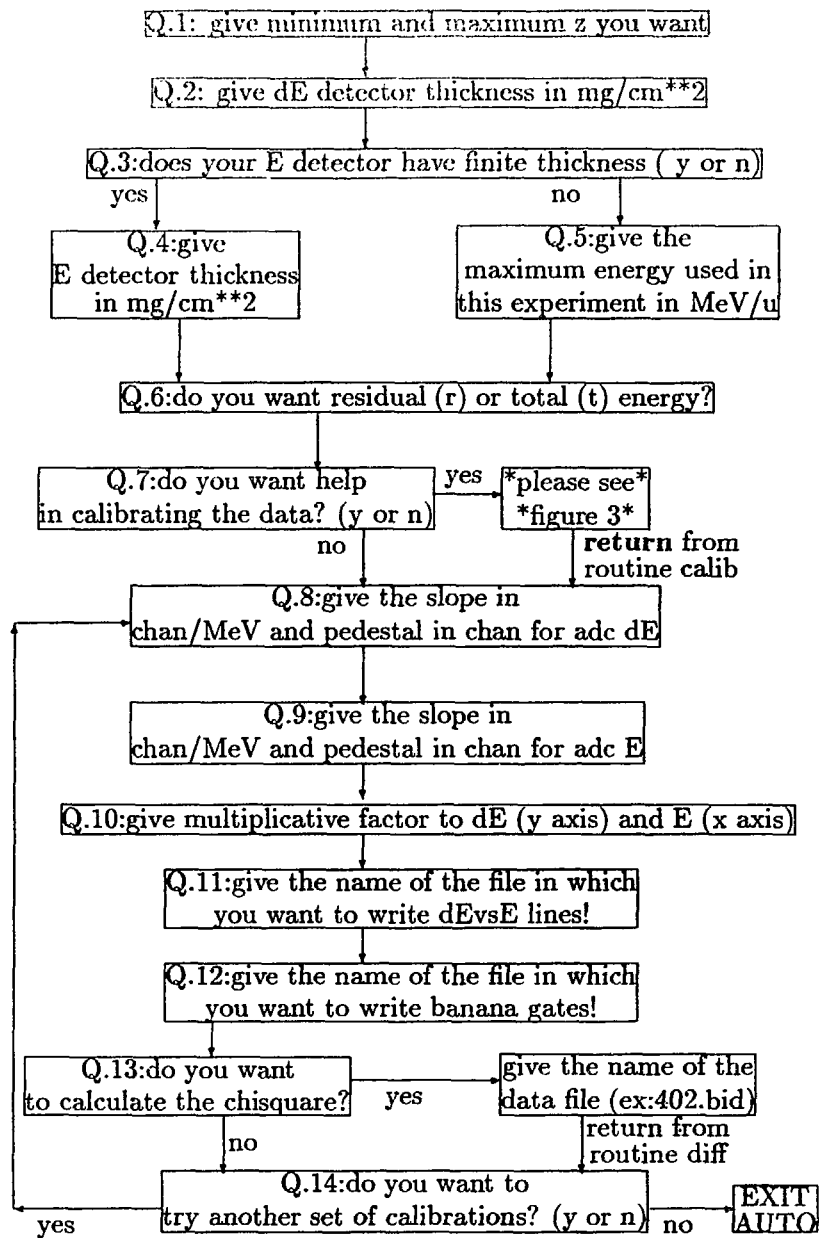 Q.1: give minimum and maximum z you want
Q.2: give dE detector thickness in mg/cm**2
Q.3:does your E detector have finite thickness ( y or n)
yes
no
Q.4:give
E detector thickness
in mg/cm**2
Q.5:give the
maximum energy used in
this experiment in MeV/u
Q.6:do you want residual (r) or total (t) energy?
Q.7:do you want help
in calibrating the data? (y or n)
yes
*please see*
*figure 3*
no
return from
routine calib
Q.8:give the slope in
chan/MeV and pedestal in chan for adc dE
Q.9:give the slope in
chan/MeV and pedestal in chan for adc E
Q.10:give multiplicative factor to dE (y axis) and E (x axis)
Q.11:give the name of the file in which
you want to write dEvsE lines!
Q.12:give the name of the file in which
you want to write banana gates!
Q.13:do you want
to calculate the chisquare?
yes
give the name of the
data file (ex:402.bid)
no
return from
routine diff
Q.14:do you want to
try another set of calibrations? (y or n)
yes
no
EXIT
AUTO